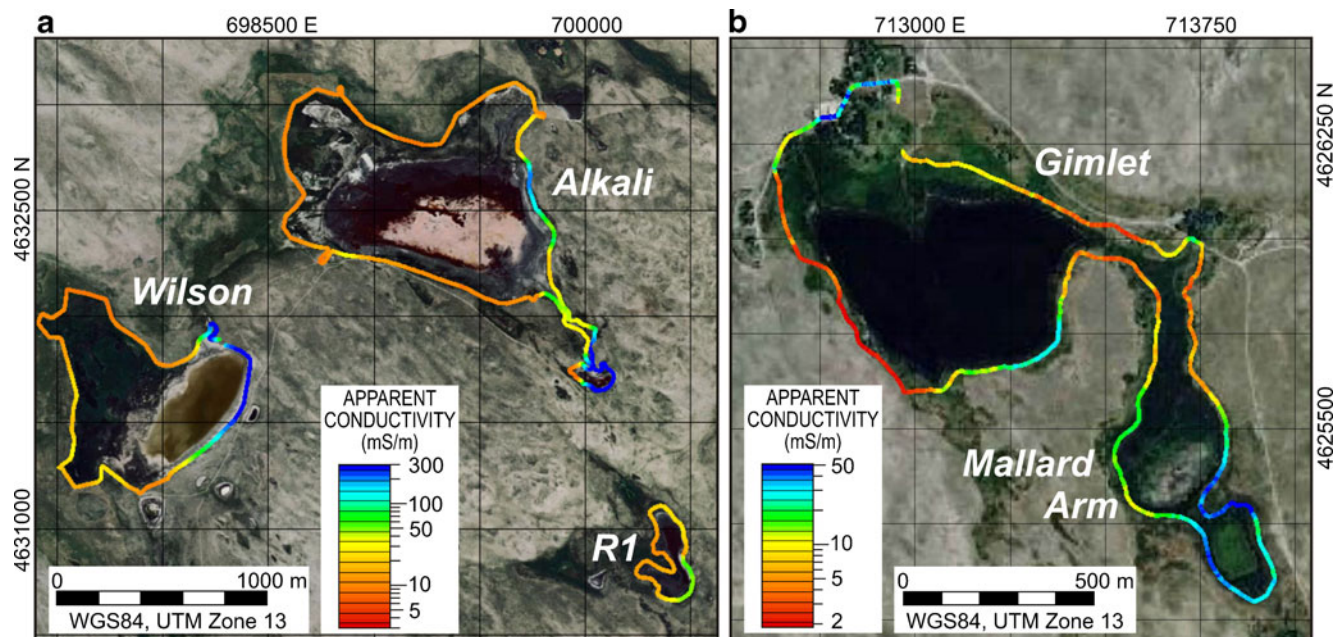 a
698500 E
700000
4632500 N
4631000
Alkali
Wilson
R1
APPARENT
CONDUCTIVITY
(mS/m)
300
100
50
10
5
0
1000 m
WGS84, UTM Zone 13
b
713000 E
713750
4626250 N
4625500
Gimlet
Mallard
Arm
APPARENT
CONDUCTIVITY
(mS/m)
50
10
5
2
0
500 m
WGS84, UTM Zone 13